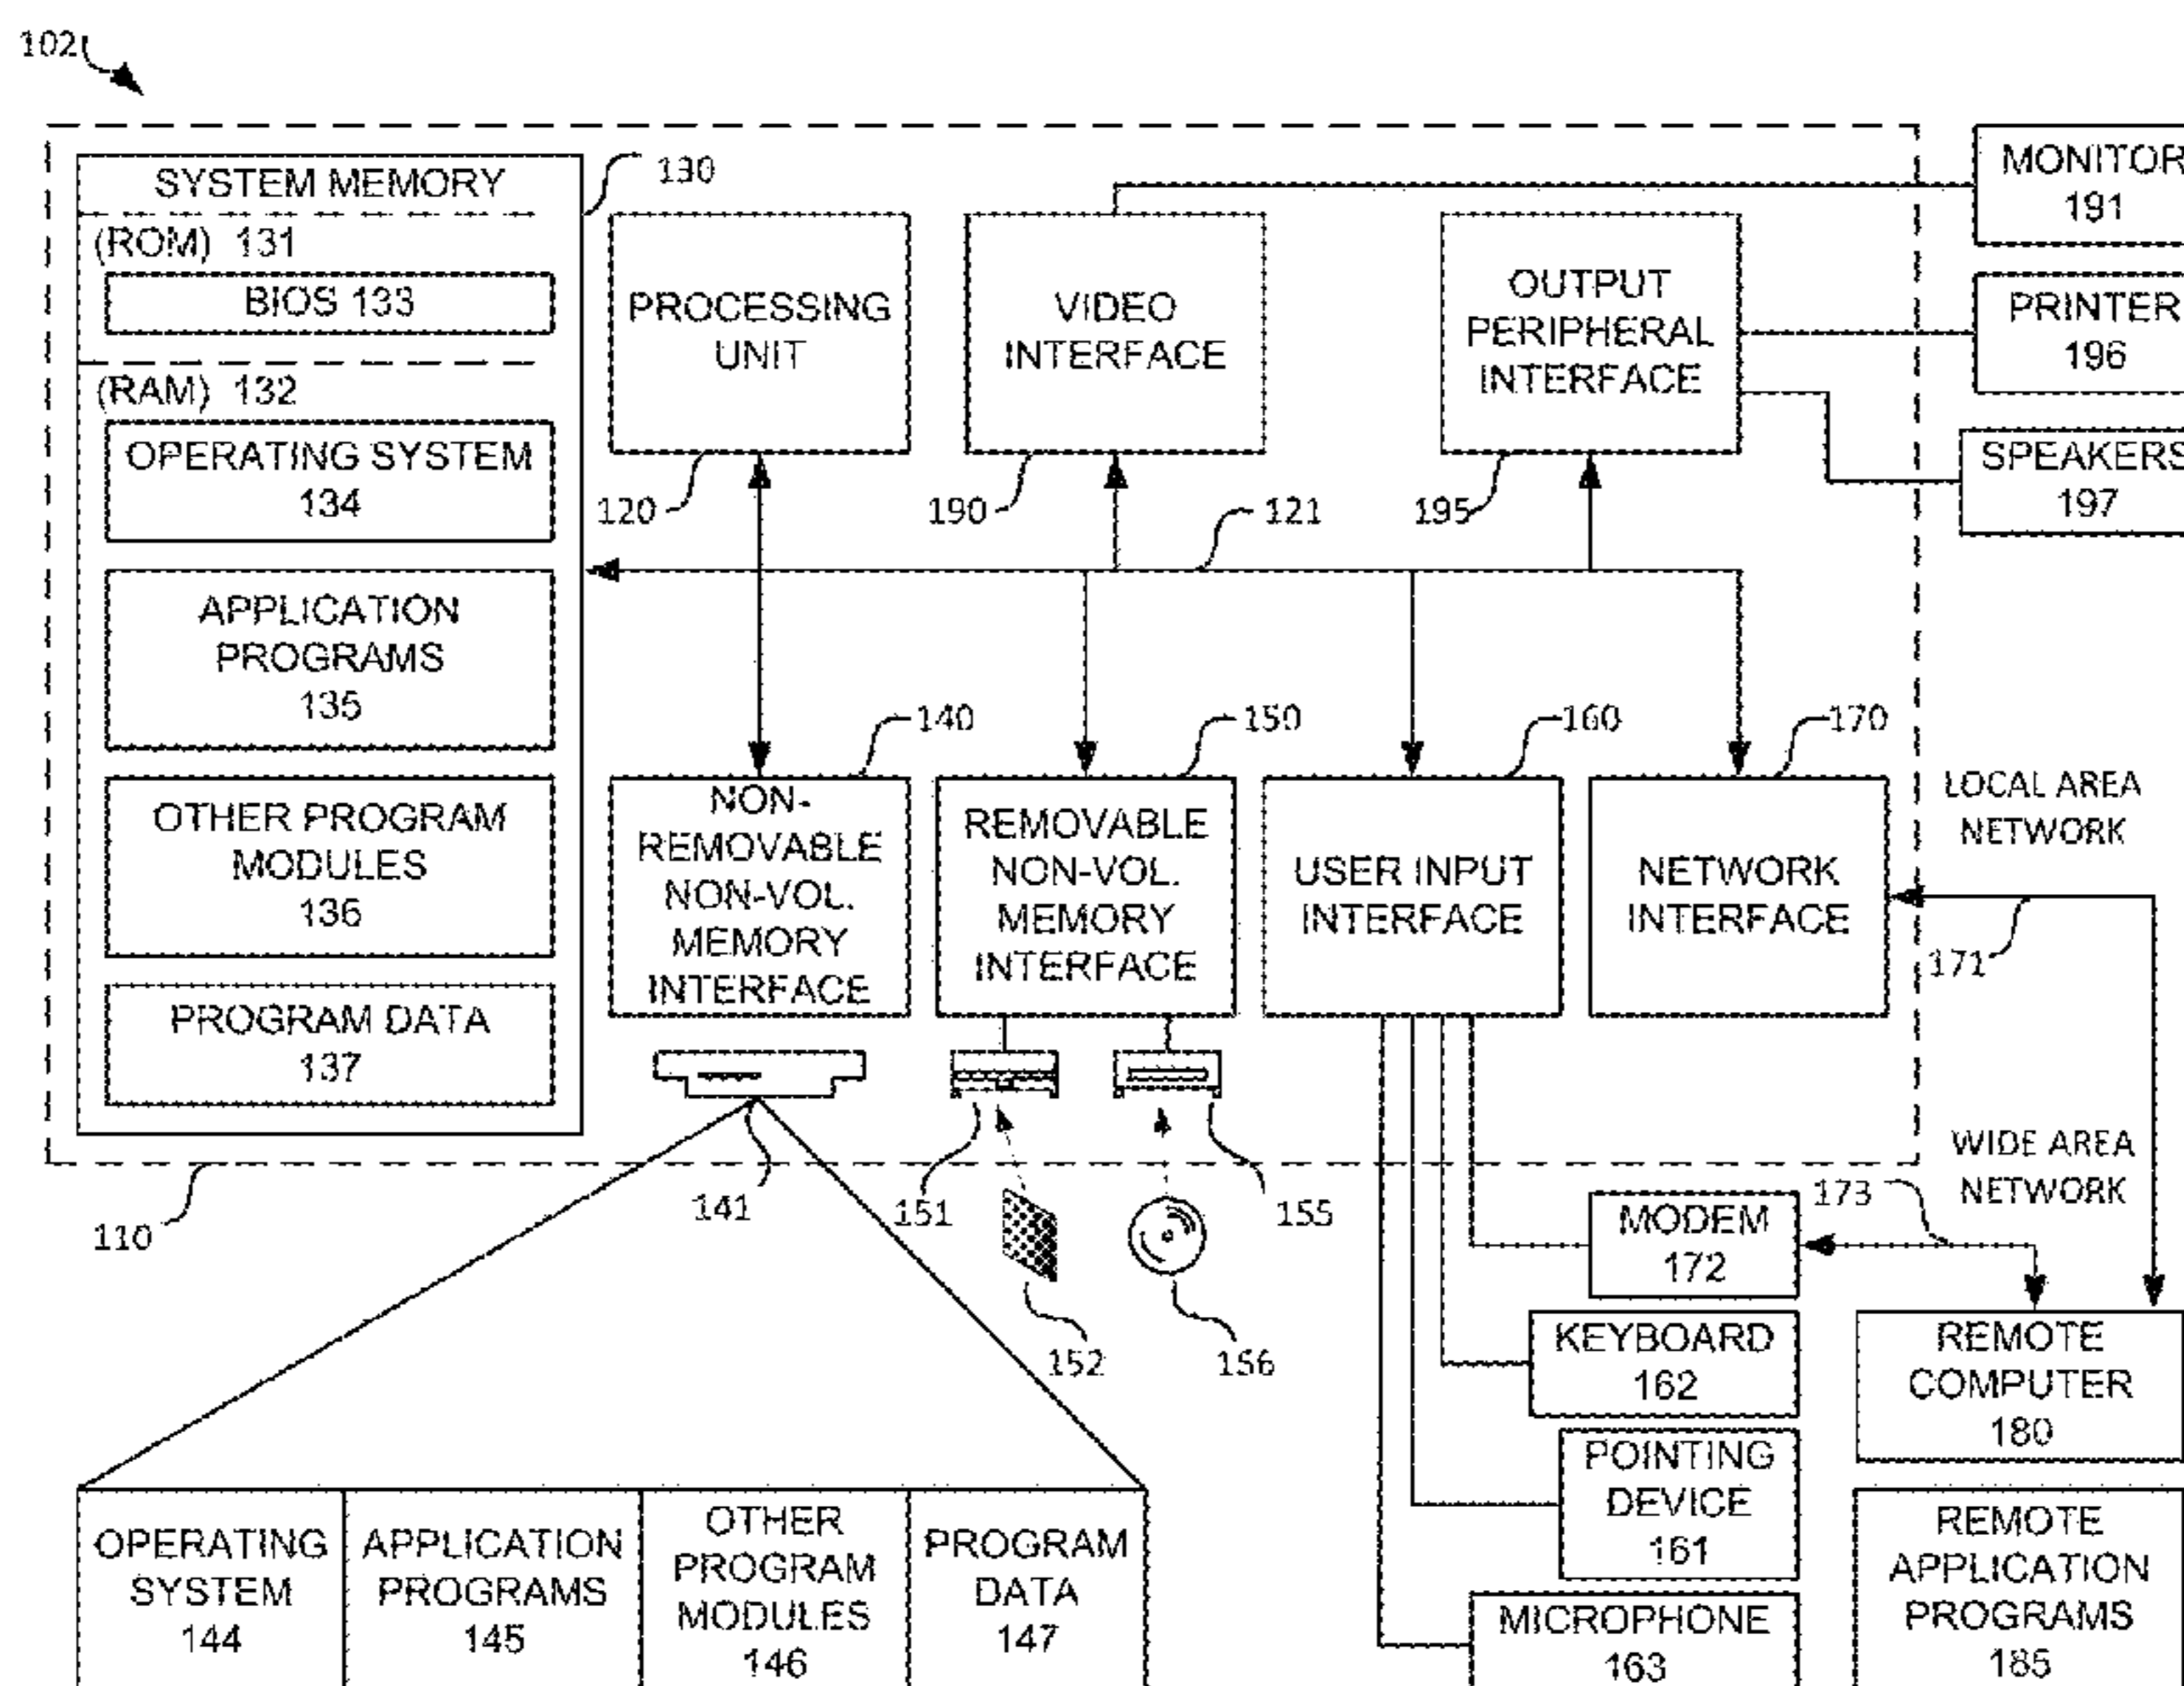 102
SYSTEM MEMORY
130
(ROM) 131
BIOS 133
(RAM) 132
OPERATING SYSTEM
134
APPLICATION
PROGRAMS
135
OTHER PROGRAM
MODULES
136
PROGRAM DATA
137
110
PROCESSING
UNIT
120
VIDEO
INTERFACE
190
121
OUTPUT
PERIPHERAL
INTERFACE
195
MONITOR
191
PRINTER
196
SPEAKERS
197
140
NON-
REMOVABLE
NON-VOL.
MEMORY
INTERFACE
150
REMOVABLE
NON-VOL.
MEMORY
INTERFACE
160
USER INPUT
INTERFACE
170
NETWORK
INTERFACE
LOCAL AREA
NETWORK
171
141
151
152
155
156
WIDE AREA
NETWORK
173
MODEM
172
KEYBOARD
162
POINTING
DEVICE
161
MICROPHONE
163
REMOTE
COMPUTER
180
REMOTE
APPLICATION
PROGRAMS
185
OPERATING
SYSTEM
144
APPLICATION
PROGRAMS
145
OTHER
PROGRAM
MODULES
146
PROGRAM
DATA
147